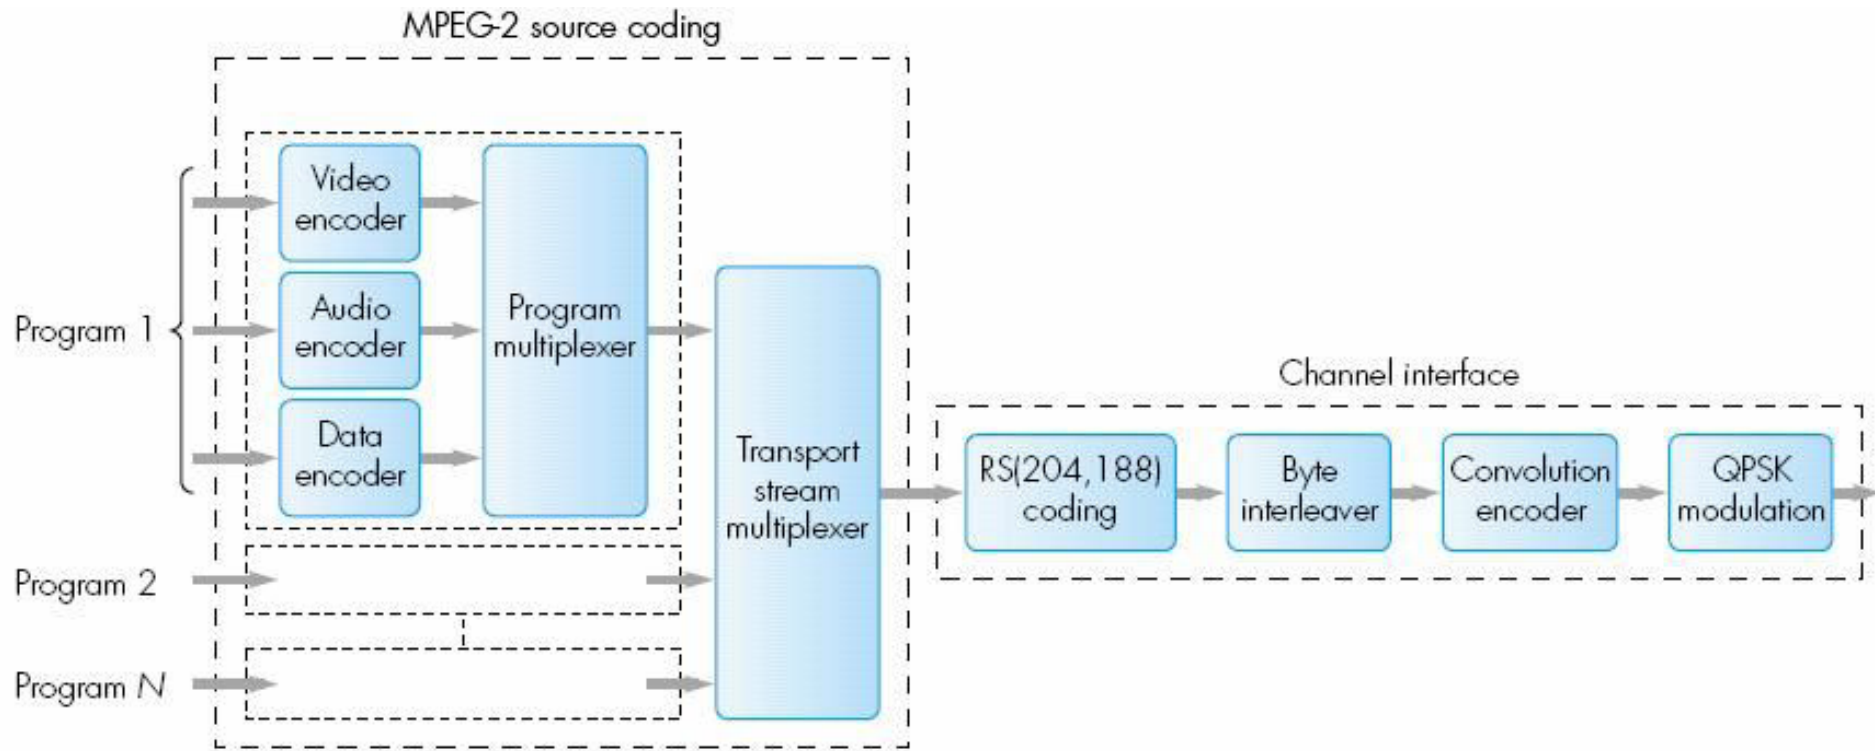 MPEG-2 source coding
Video
encoder
Audio
encoder
Data
encoder
Program
multiplexer
Program 1
Program 2
Program N
Transport
stream
multiplexer
Channel interface
RS(204,188)
coding
Byte
interleaver
Convolution
encoder
QPSK
modulation